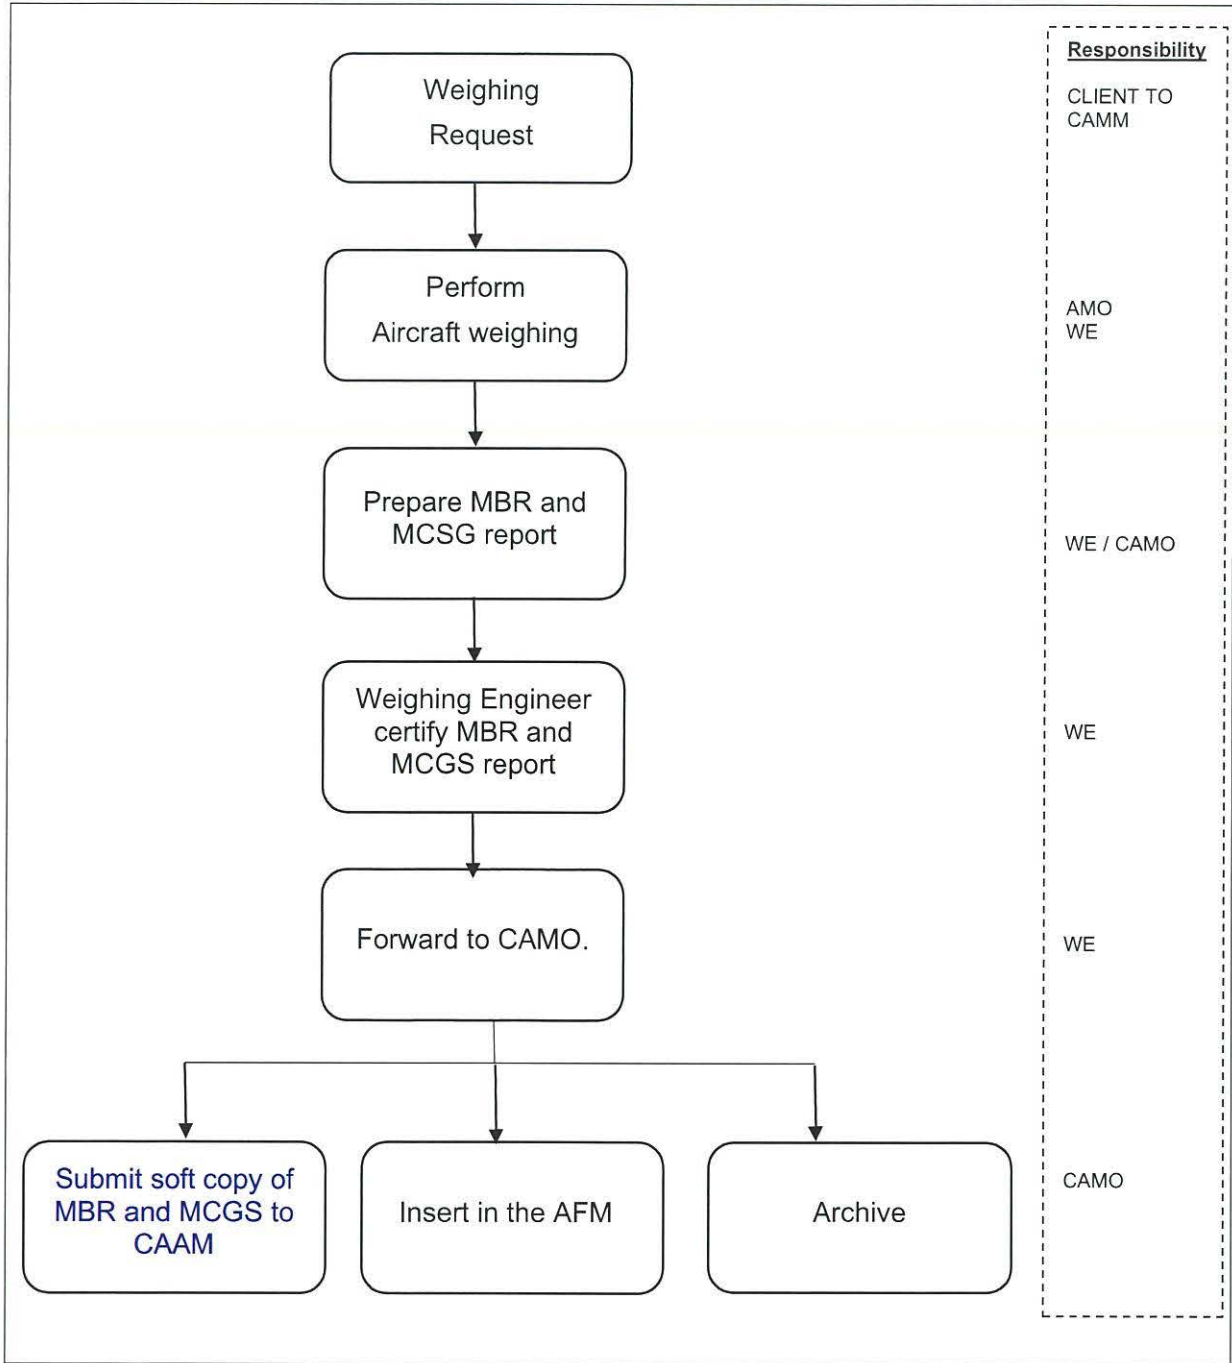 Responsibility
Weighing
Request
CLIENT TO
CAMM
Perform
Aircraft weighing
AMO
WE
Prepare MBR and
MCSG report
WE / CAMO
Weighing Engineer
certify MBR and
MCGS report
WE
Forward to CAMO.
WE
Submit soft copy of
MBR and MCGS to
CAAM
Insert in the AFM
Archive
CAMO